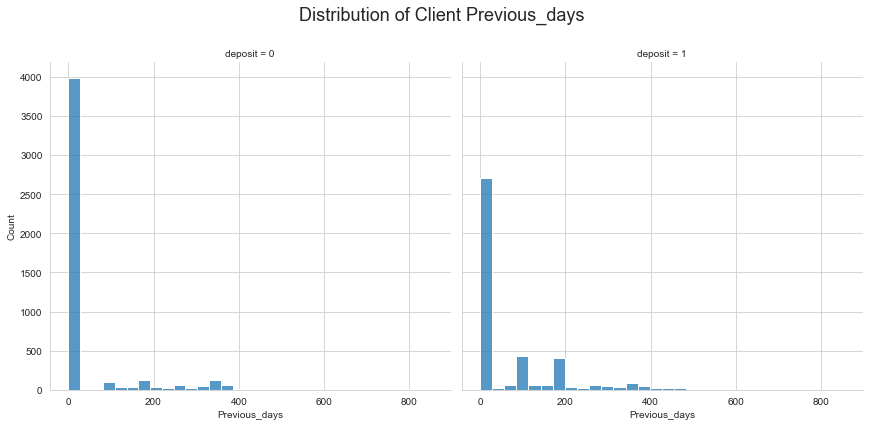 Distribution of Client Previous_days
deposit = 0
deposit = 1
4000
3500
3000
2500
2000
1500
1000
500
0
Count
0 200 400 600 800
0 200 400 600 800
Previous_days
Previous_days